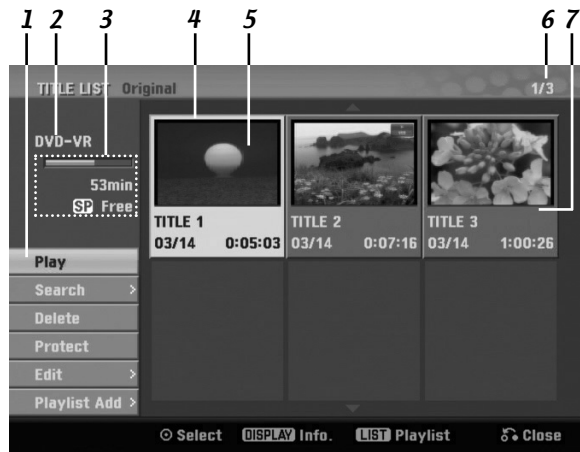 1 2 3 4 5 6 7
TITLE LIST Original 1/3
DVD-VR
53min
SP Free
TITLE 1
03/14 0:05:03
TITLE 2
03/14 0:07:16
TITLE 3
03/14 1:00:26
Play
Search >
Delete
Protect
Edit >
Playlist Add >
Select DISPLAY Info. LIST Playlist Close